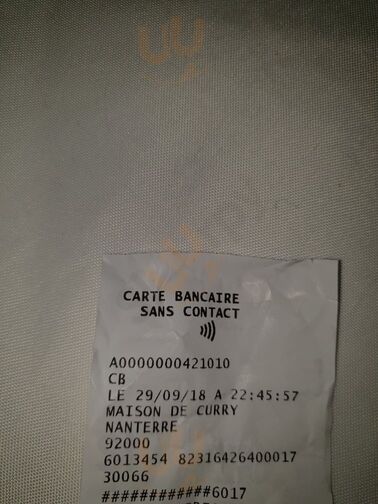 CARTE BANCAIRE
SANS CONTACT
A0000000421010
CB
LE 29/09/18 A 22:45:57
MAISON DE CURRY
NANTERRE
92000
6013454 82316426400017
30066
############6017